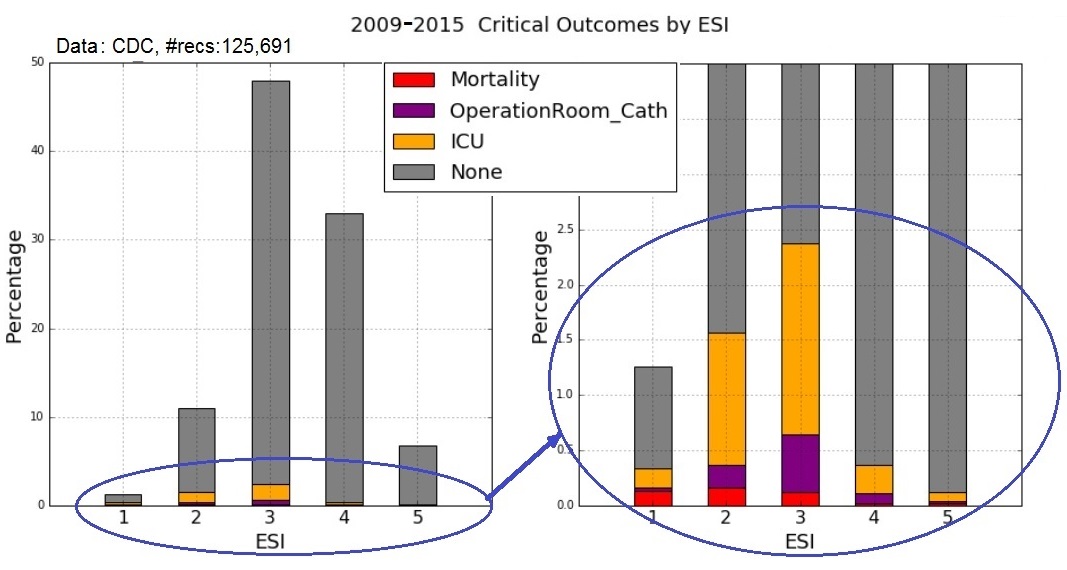 2009-2015 Critical Outcomes by ESI
Data: CDC, #recs:125,691
Mortality
OperationRoom_Cath
ICU
None
Percentage
50
40
30
20
10
0
1 2 3 4 5
ESI
Percentage
2.5
2.0
1.5
1.0
0.5
0.0
1 2 3 4 5
ESI